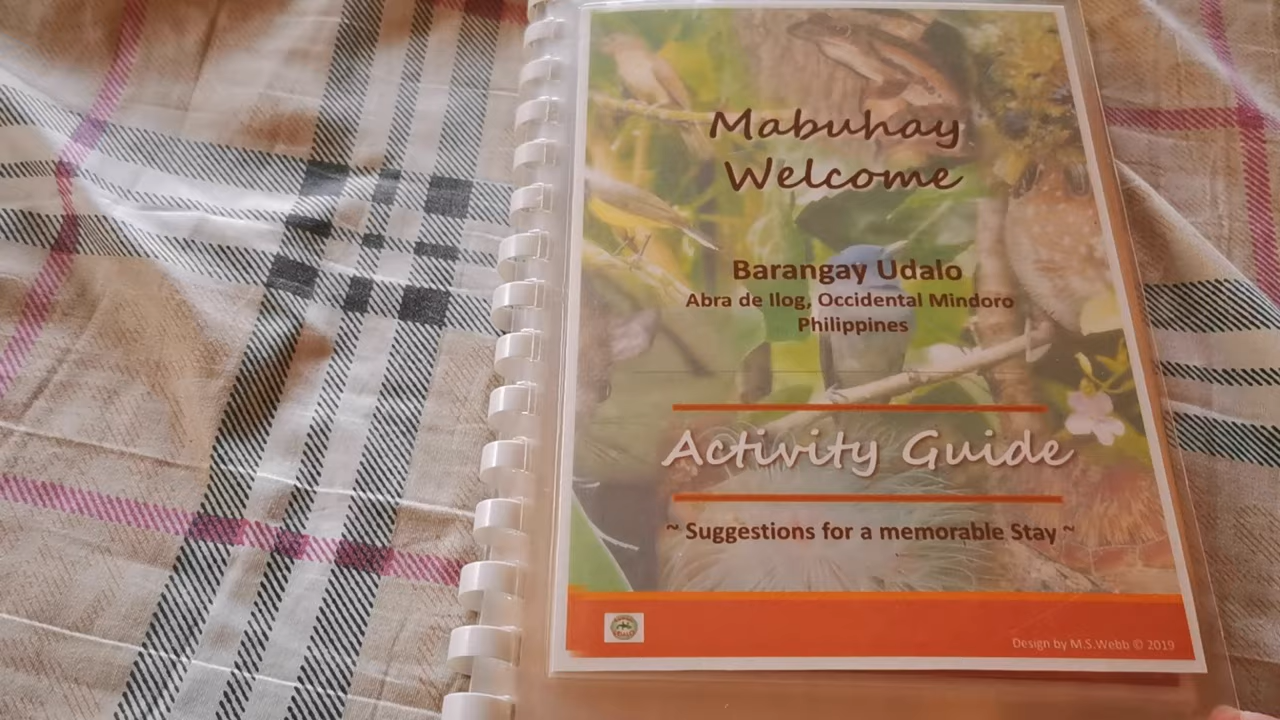 Mabuhay
Welcome
Barangay Udalo
Abra de Ilog, Occidental Mindoro
Philippines
Activity Guide
~ Suggestions for a memorable Stay ~
Design by M.S.Webb © 2019